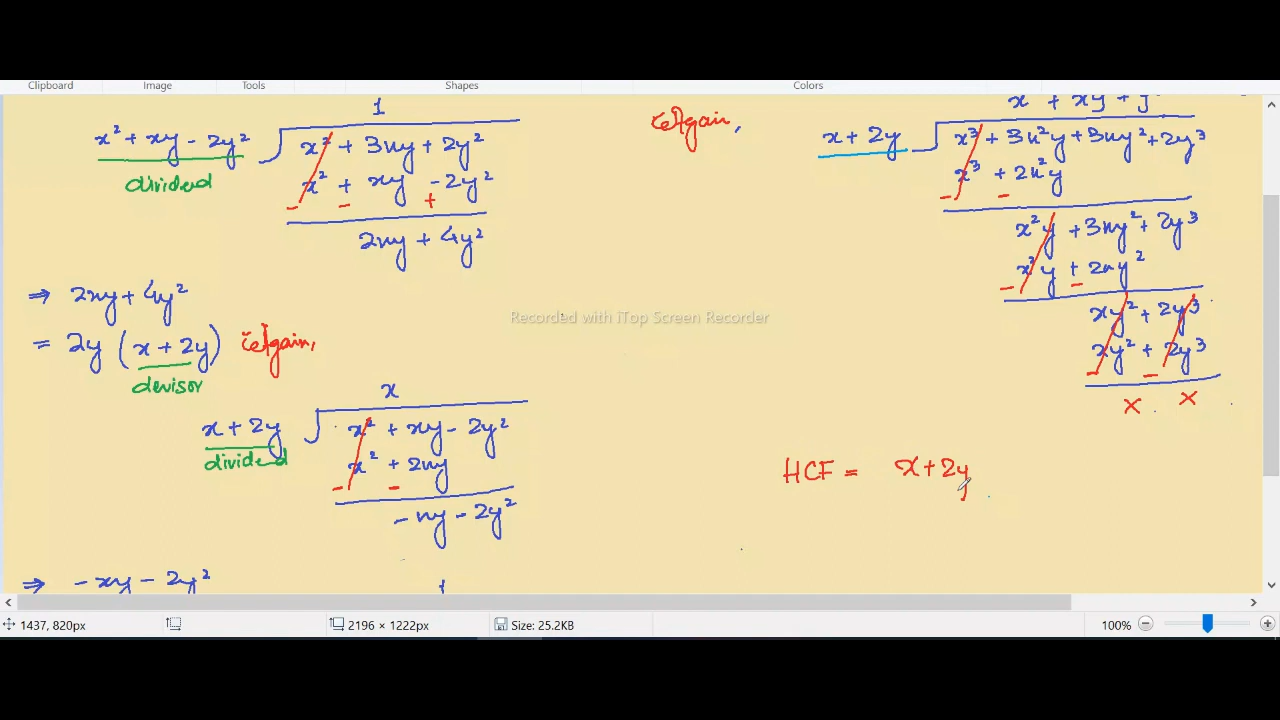 Clipboard Image Tools Shapes Colors
1
x² + xy - 2y² x² + 3xy + 2y²
dividend
x² + xy - 2y²
- - +
2xy + 4y²
⇒ 2xy + 4y²
= 2y (x + 2y) Again,
devisor
x
x + 2y x² + xy - 2y²
divided
x² + 2xy
- -
- xy - 2y²
⇒ - xy - 2y²
1
Again,
x + 2y x³ + 3x²y + 3xy² + 2y³
x³ + 2x²y
- -
x²y + 3xy² + 2y³
x²y + 2xy²
- -
xy² + 2y³
xy² + 2y³
- -
x x
HCF = x + 2y
Recorded with iTop Screen Recorder
1437, 820px 2196 × 1222px Size: 25.2KB 100%